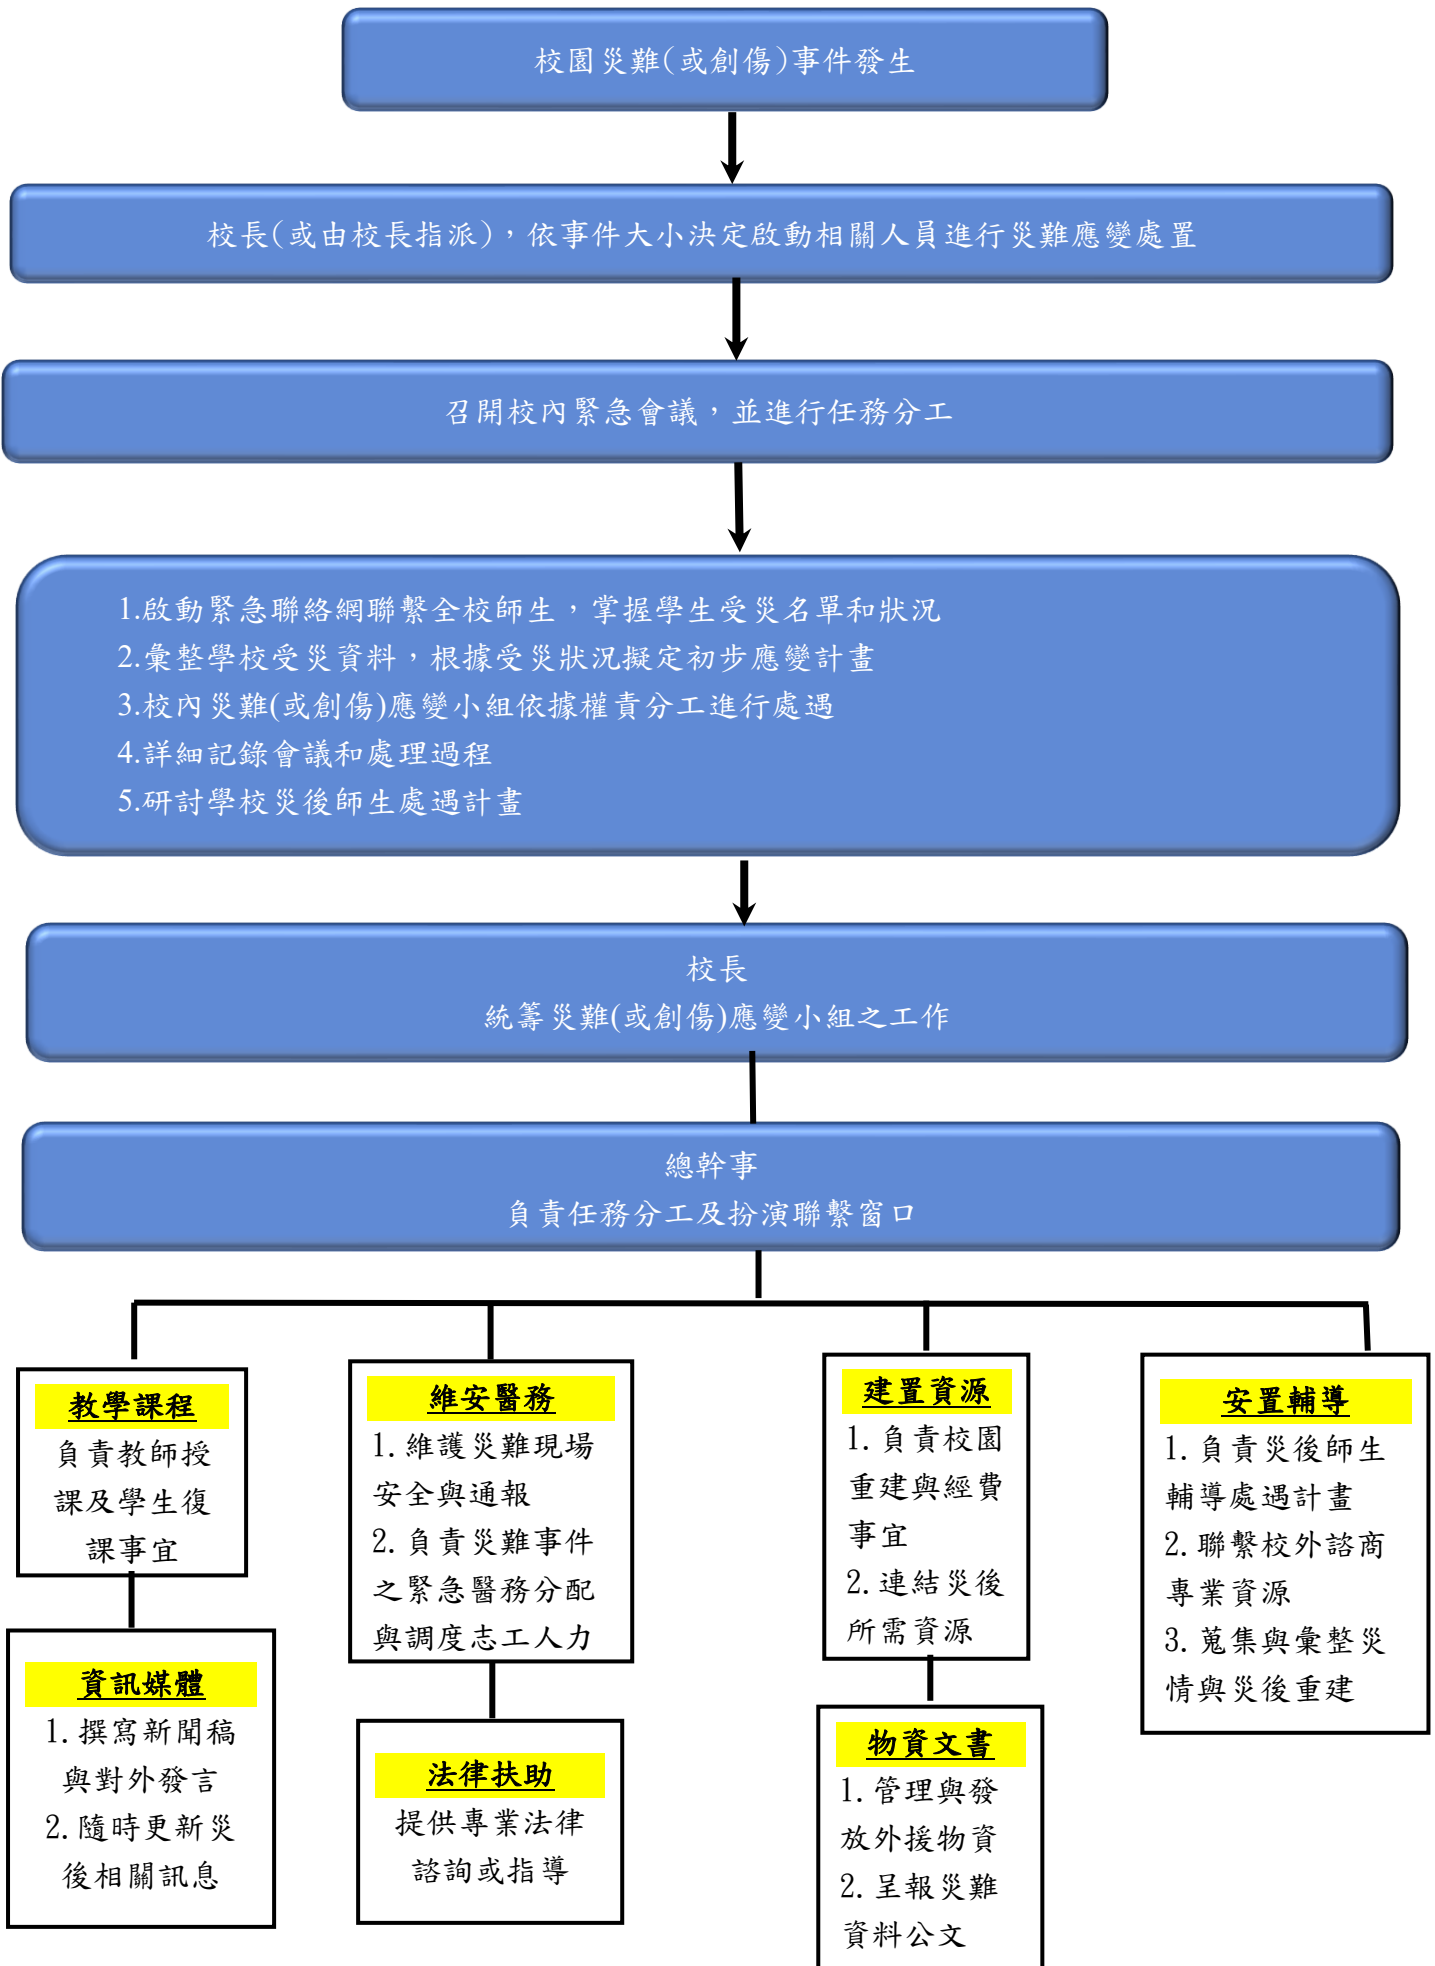 校園災難(或創傷)事件發生
校長(或由校長指派)，依事件大小決定啟動相關人員進行災難應變處置
召開校內緊急會議，並進行任務分工
1.啟動緊急聯絡網聯繫全校師生，掌握學生受災名單和狀況
2.彙整學校受災資料，根據受災狀況擬定初步應變計畫
3.校內災難(或創傷)應變小組依據權責分工進行處遇
4.詳細記錄會議和處理過程
5.研討學校災後師生處遇計畫
校長
統籌災難(或創傷)應變小組之工作
總幹事
負責任務分工及扮演聯繫窗口
教學課程
負責教師授
課及學生復
課事宜
資訊媒體
1.撰寫新聞稿
與對外發言
2.隨時更新災
後相關訊息
維安醫務
1.維護災難現場
安全與通報
2.負責災難事件
之緊急醫務分配
與調度志工人力
法律扶助
提供專業法律
諮詢或指導
建置資源
1.負責校園
重建與經費
事宜
2.連結災後
所需資源
物資文書
1.管理與發
放外援物資
2.呈報災難
資料公文
安置輔導
1.負責災後師生
輔導處遇計畫
2.聯繫校外諮商
專業資源
3.蒐集與彙整災
情與災後重建